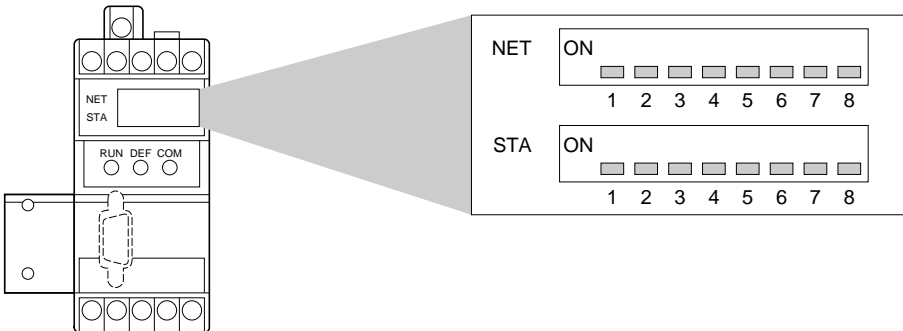 NET
STA
RUN DEF COM
NET ON
1 2 3 4 5 6 7 8
STA ON
1 2 3 4 5 6 7 8